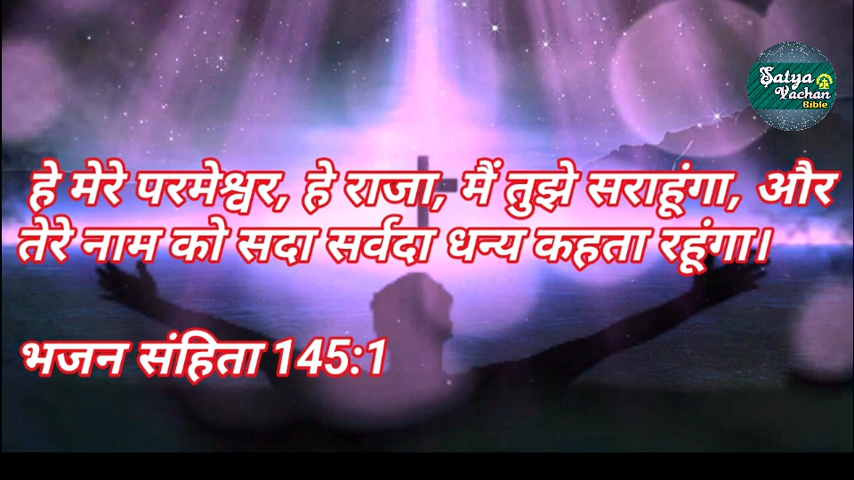 Satya
Vachan
Bible
हे मेरे परमेश्वर, हे राजा, मैं तुझे सराहूंगा, और
तेरे नाम को सदा सर्वदा धन्य कहता रहूंगा।
भजन संहिता 145:1